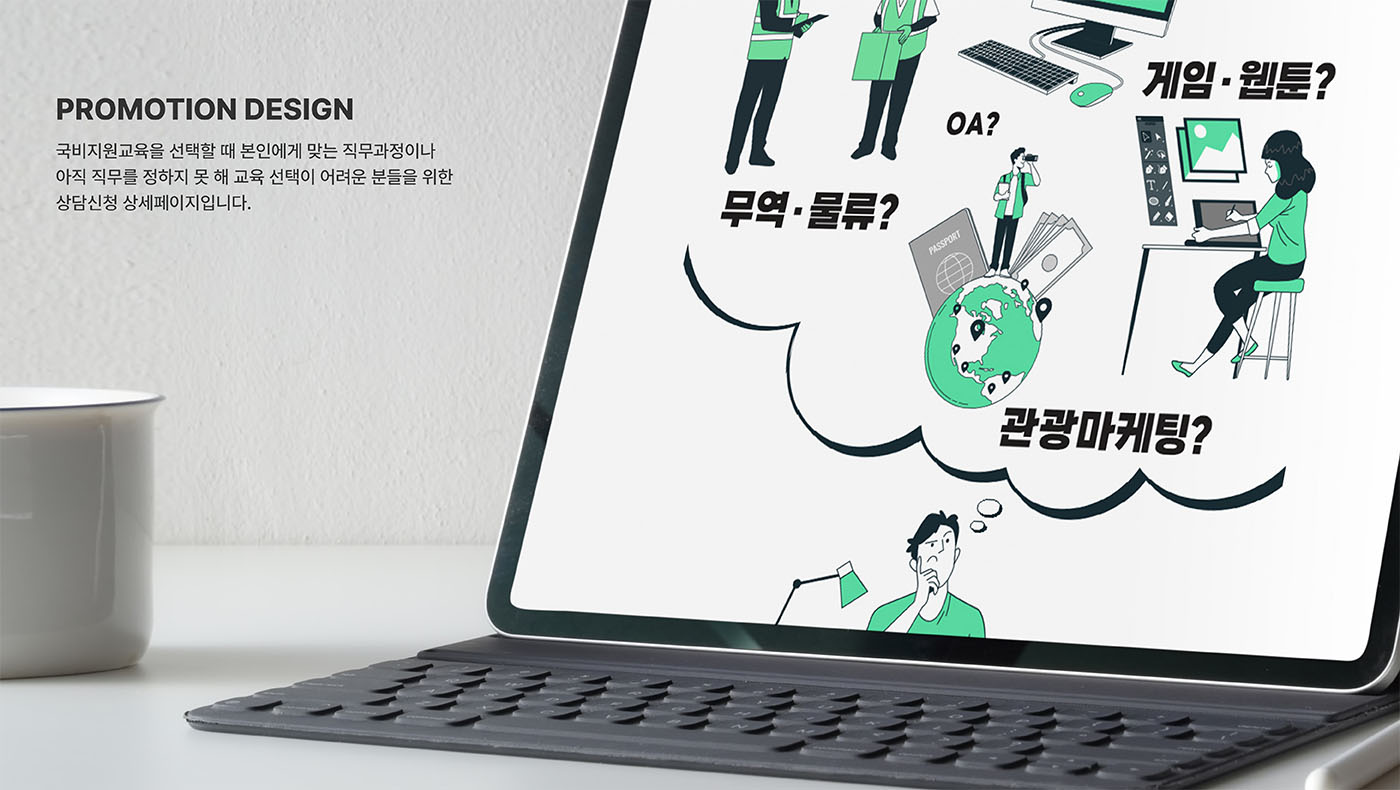 PROMOTION DESIGN
국비지원교육을 선택할 때 본인에게 맞는 직무과정이나
아직 직무를 정하지 못 해 교육 선택이 어려운 분들을 위한
상담신청 상세페이지입니다.
게임·웹툰?
OA?
무역·물류?
PASSPORT
관광마케팅?